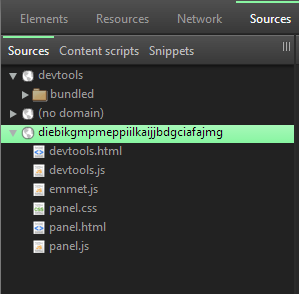 Elements Resources Network Sources
Sources Content scripts Snippets
devtools
bundled
(no domain)
diebikgmpmeppiilkaijjbdgciafajmg
devtools.html
devtools.js
emmet.js
panel.css
panel.html
panel.js